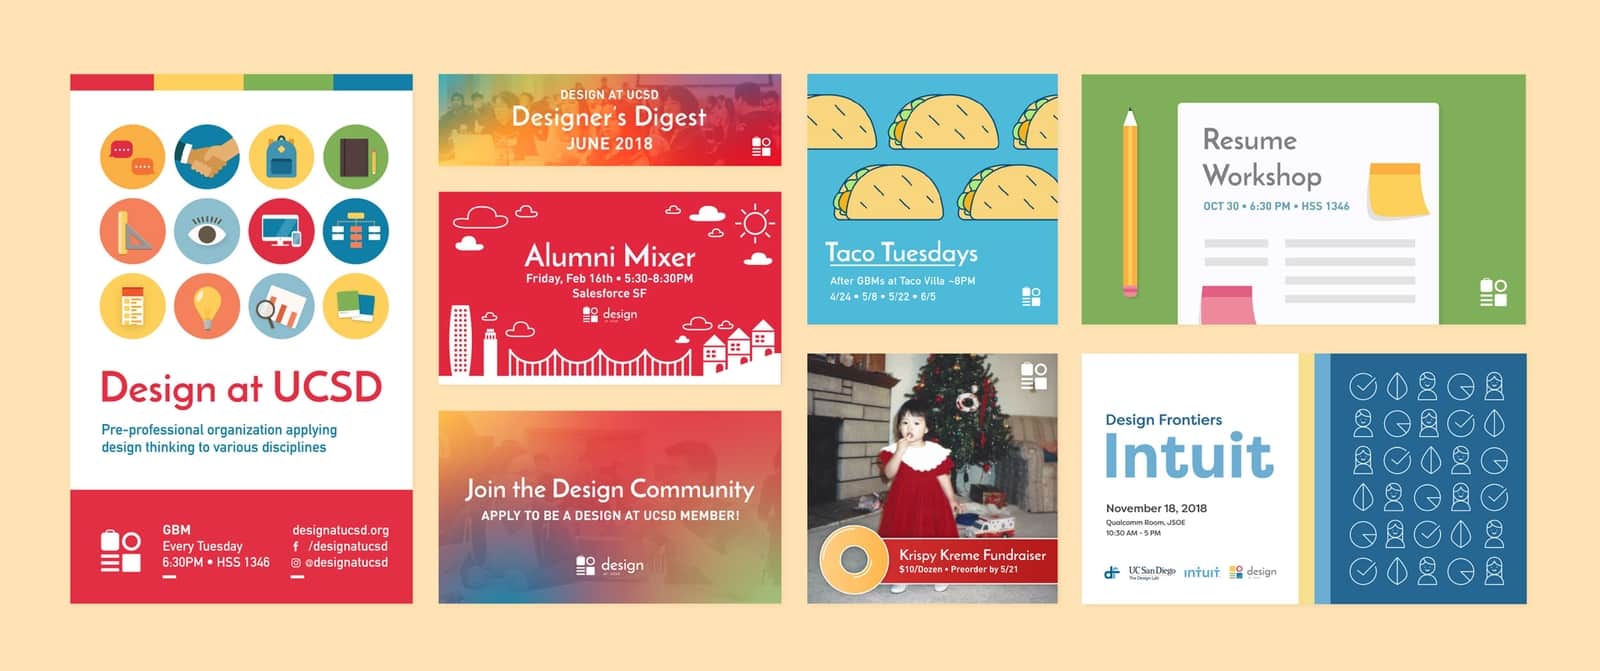 Design at UCSD
Pre-professional organization applying
design thinking to various disciplines
GBM
Every Tuesday
6:30PM • HSS 1346
designatucsd.org
/designatucsd
@designatucsd
DESIGN AT UCSD
Designer's Digest
JUNE 2018
Alumni Mixer
Friday, Feb 16th • 5:30-8:30PM
Salesforce SF
design
Join the Design Community
APPLY TO BE A DESIGN AT UCSD MEMBER!
design
Taco Tuesdays
After GBMs at Taco Villa ~8PM
4/24 • 5/8 • 5/22 • 6/5
Krispy Kreme Fundraiser
$10/Dozen • Preorder by 5/21
Resume
Workshop
OCT 30 • 6:30 PM • HSS 1346
Design Frontiers
Intuit
November 18, 2018
Qualcomm Room, JSOE
10:30 AM - 5 PM
UC San Diego
The Design Lab
intuit
design